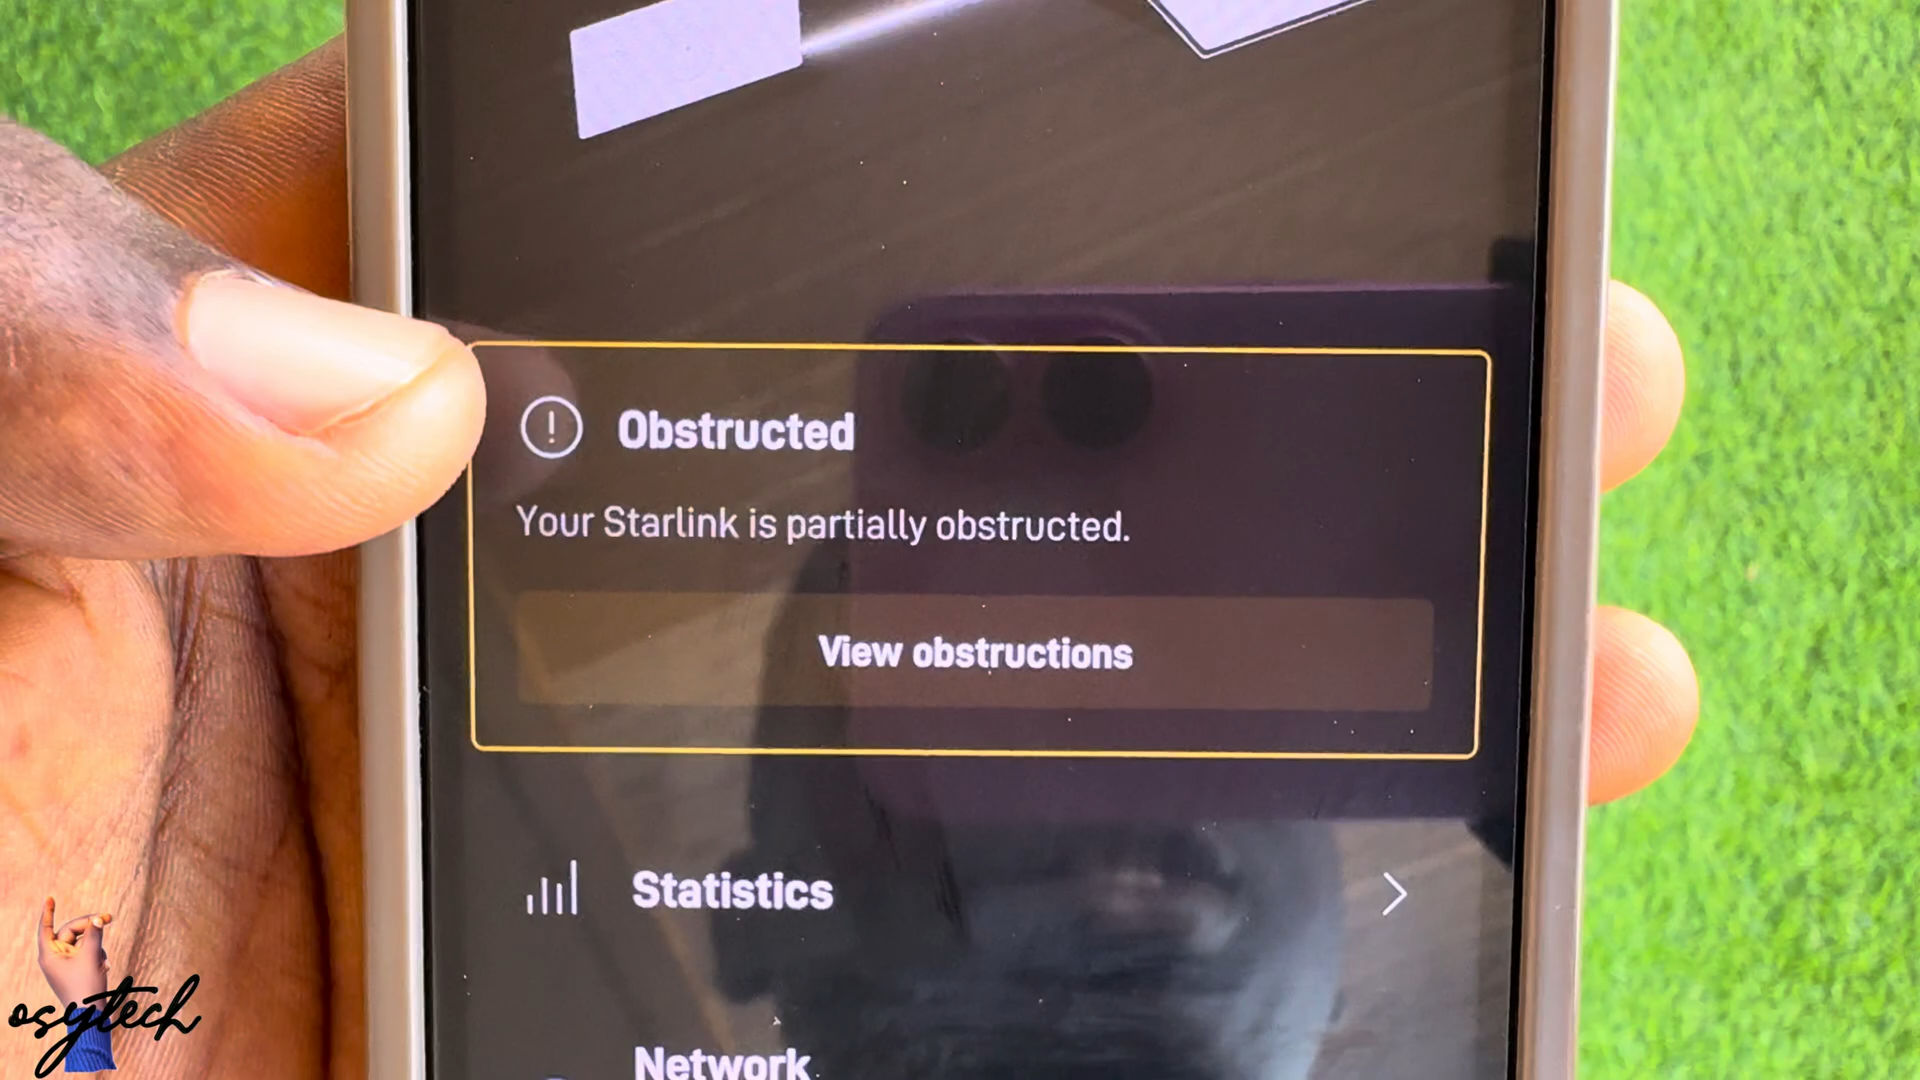 Obstructed
Your Starlink is partially obstructed.
View obstructions
Statistics
Network
osytech